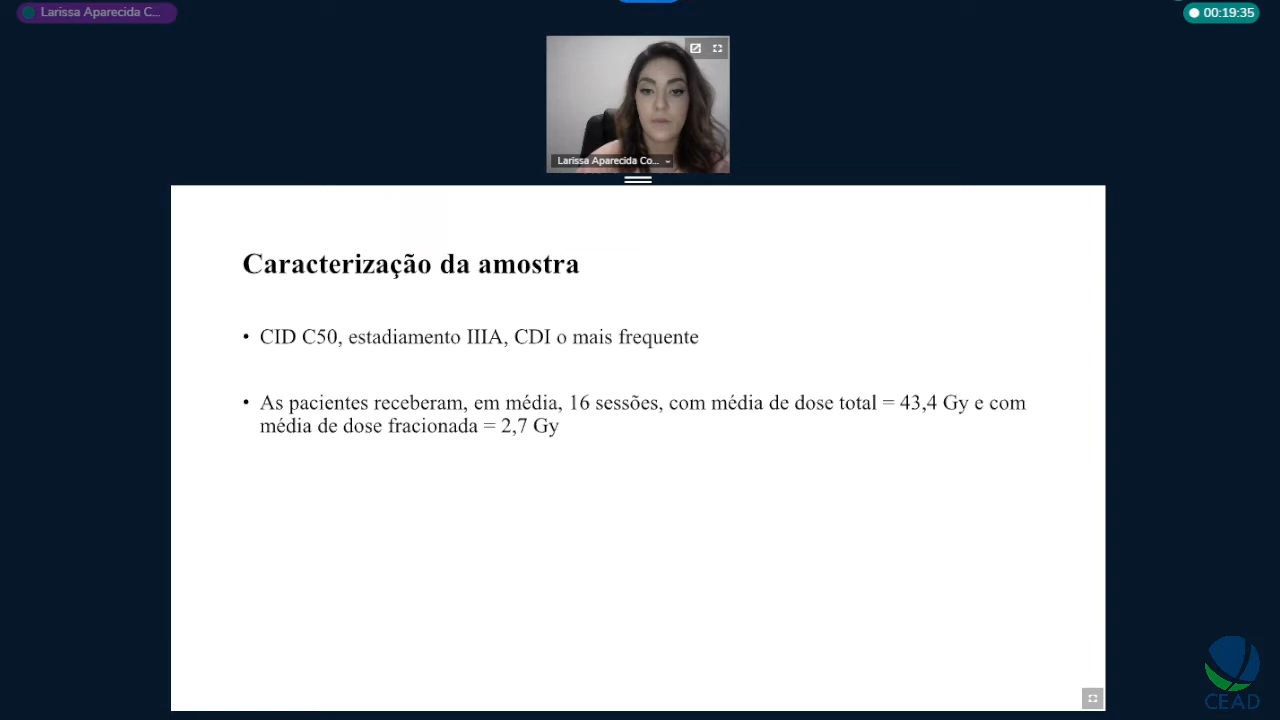 Larissa Aparecida C...
00:19:35
Larissa Aparecida Co...
Caracterização da amostra
• CID C50, estadiamento IIIA, CDI o mais frequente
• As pacientes receberam, em média, 16 sessões, com média de dose total = 43,4 Gy e com
média de dose fracionada = 2,7 Gy
CEAD